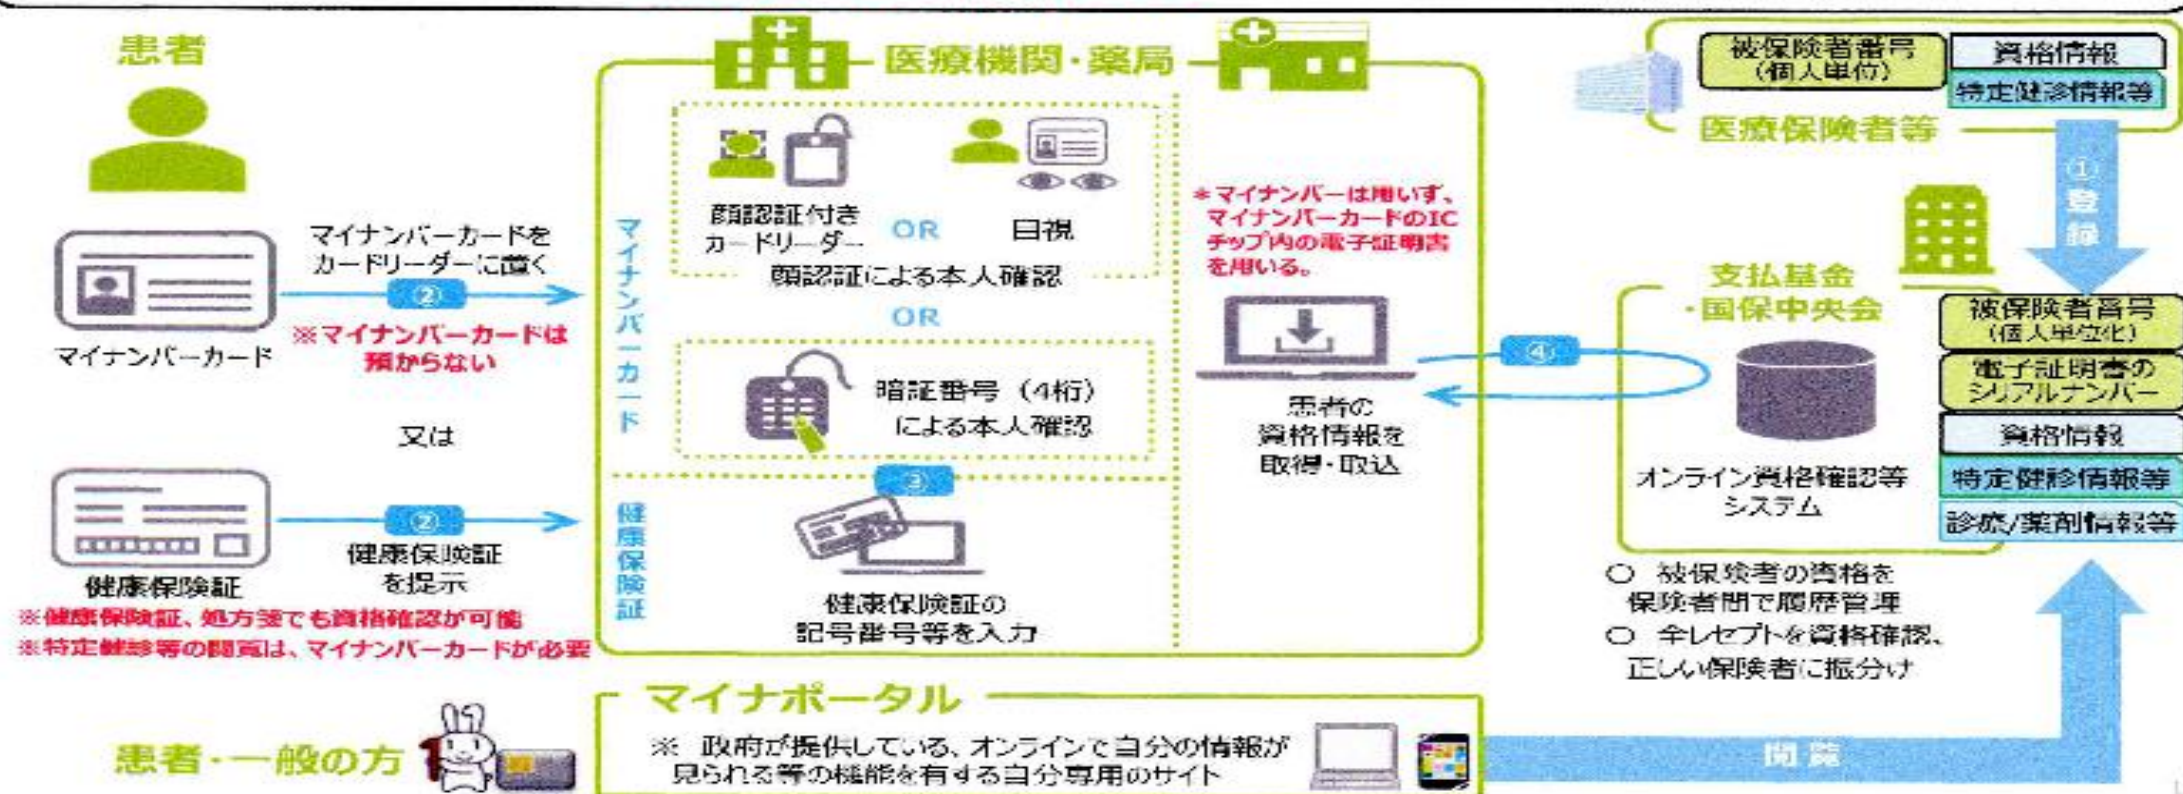 患者
マイナンバーカード
マイナンバーカードを
カードリーダーに置く
②
※マイナンバーカードは
預からない
又は
健康保険証
②
健康保険証
を提示
※健康保険証、処方箋でも資格確認が可能
※特定健診等の閲覧は、マイナンバーカードが必要
医療機関・薬局
マイナンバーカード
顔認証付き
カードリーダー
OR
目視
顔認証による本人確認
OR
暗証番号（4桁）
による本人確認
③
健康保険証
健康保険証の
記号番号等を入力
＊マイナンバーは用いず、
マイナンバーカードのIC
チップ内の電子証明書
を用いる。
患者の
資格情報を
取得・取込
④
被保険者番号
（個人単位）
資格情報
特定健診情報等
医療保険者等
①
登
録
支払基金
・国保中央会
オンライン資格確認等
システム
被保険者番号
（個人単位化）
電子証明書の
シリアルナンバー
資格情報
特定健診情報等
診療/薬剤情報等
○ 被保険者の資格を
保険者間で履歴管理
○ 全レセプトを資格確認、
正しい保険者に振分け
患者・一般の方
マイナポータル
※ 政府が提供している、オンラインで自分の情報が
見られる等の機能を有する自分専用のサイト
閲覧